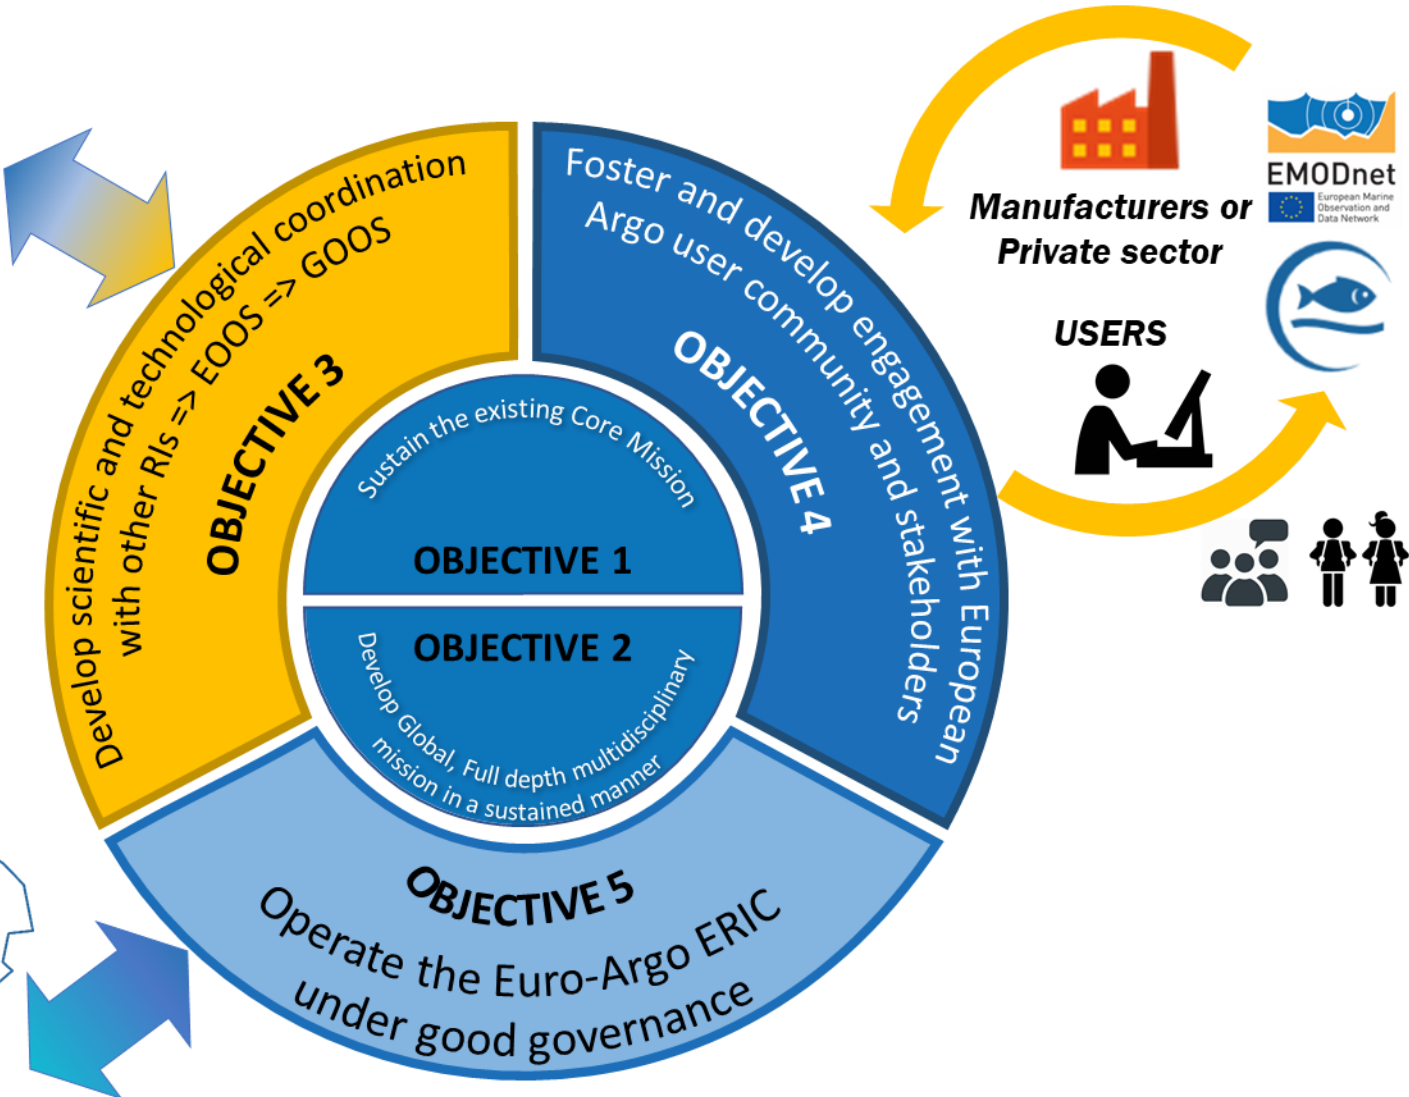 Develop scientific and technological coordination
with other RIs => EOOS => GOOS
OBJECTIVE 3
Foster and develop engagement with European
Argo user community and stakeholders
OBJECTIVE 4
Sustain the existing Core Mission
OBJECTIVE 1
OBJECTIVE 2
Develop Global, Full depth multidisciplinary
mission in a sustained manner
OBJECTIVE 5
Operate the Euro-Argo ERIC
under good governance
Manufacturers or
Private sector
USERS
EMODnet
European Marine
Observation and
Data Network